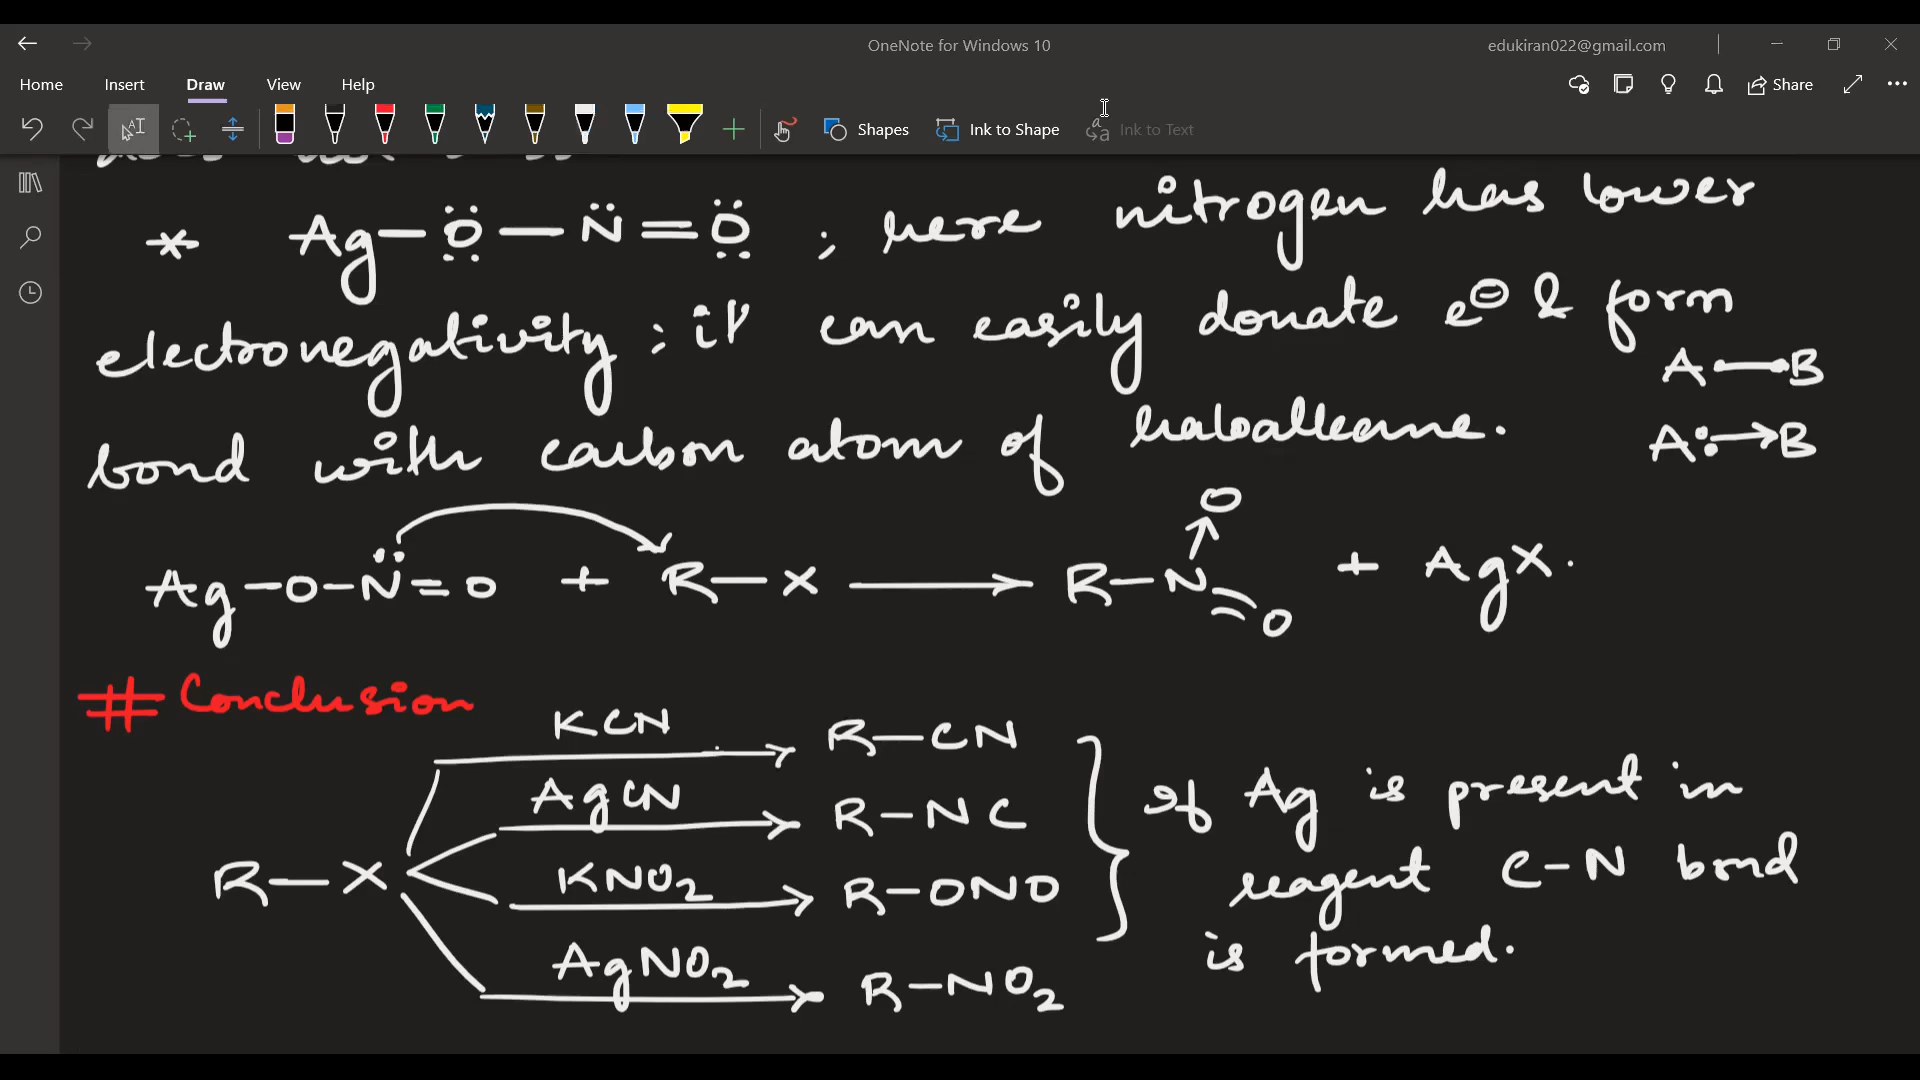 OneNote for Windows 10
edukiran022@gmail.com
Home Insert Draw View Help
Share
Shapes Ink to Shape Ink to Text
* Ag-O-N=O ; here nitrogen has lower
electronegativity ; it can easily donate e⊖ & form
A—B
bond with carbon atom of haloalkane.
A:→B
Ag-O-N=O + R-X → R-N→O =O + AgX.
# Conclusion
KCN R-CN
AgCN R-NC
R-X
KNO2 R-ONO
AgNO2 R-NO2
If Ag is present in
reagent C-N bond
is formed.